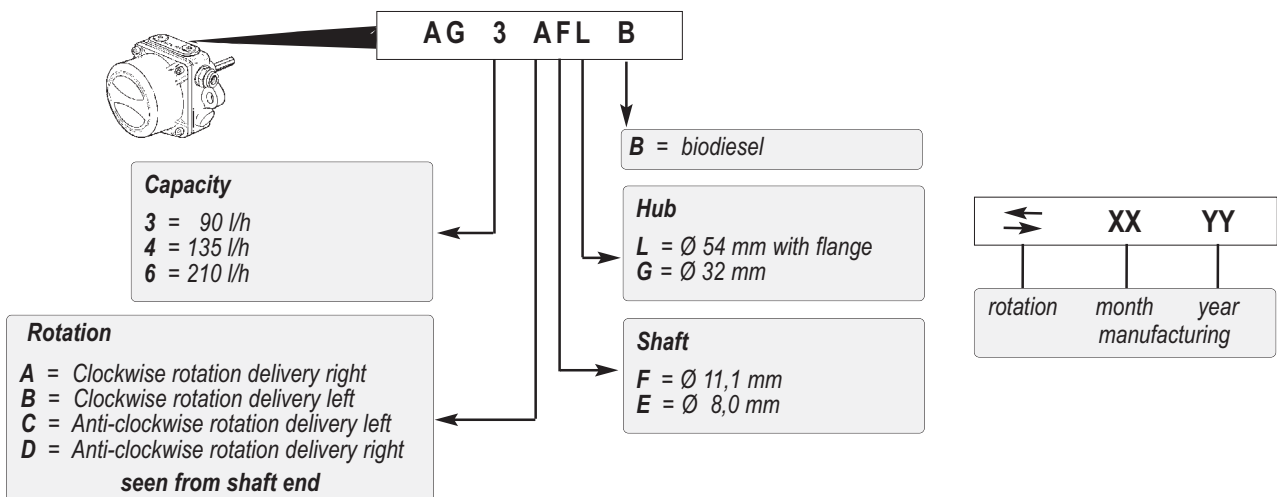 AG 3 AFL B
B = biodiesel
Capacity
3 = 90 l/h
4 = 135 l/h
6 = 210 l/h
Hub
L = Ø 54 mm with flange
G = Ø 32 mm
XX YY
rotation month year
manufacturing
Rotation
A = Clockwise rotation delivery right
B = Clockwise rotation delivery left
C = Anti-clockwise rotation delivery left
D = Anti-clockwise rotation delivery right
seen from shaft end
Shaft
F = Ø 11,1 mm
E = Ø 8,0 mm